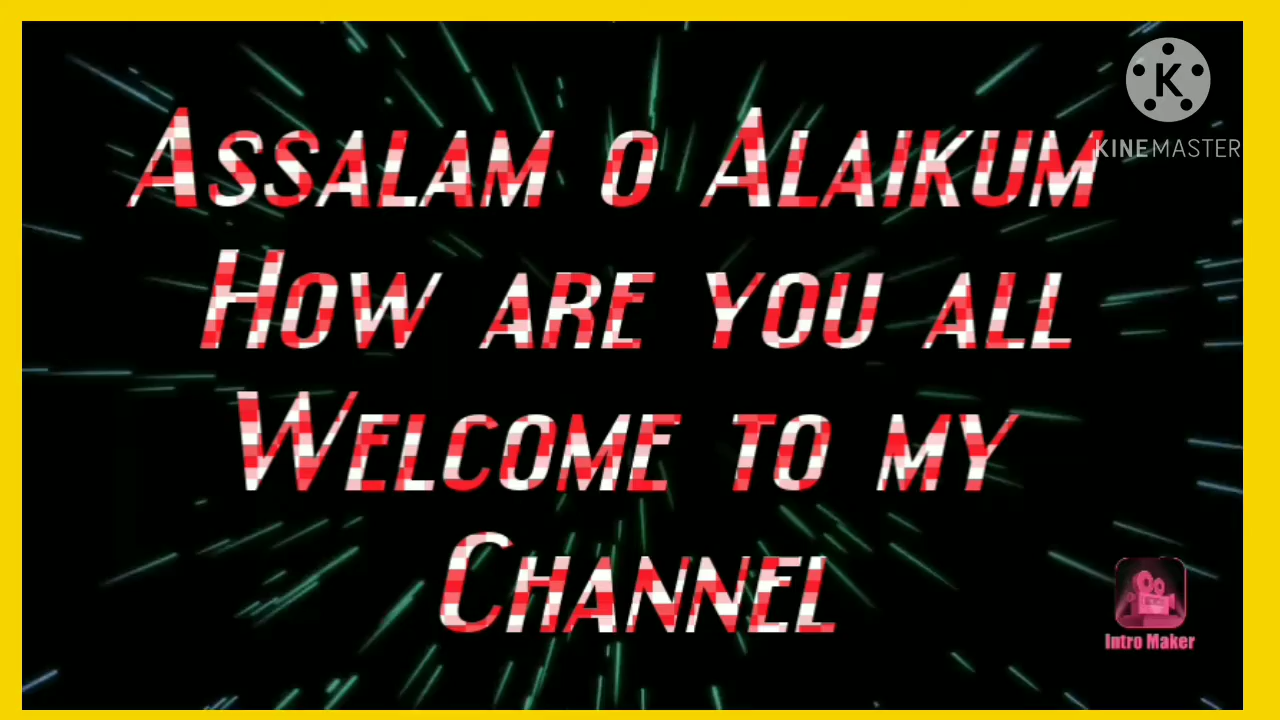 Assalam o Alaikum
How are you all
Welcome to my
Channel
K
KINEMASTER
Intro Maker